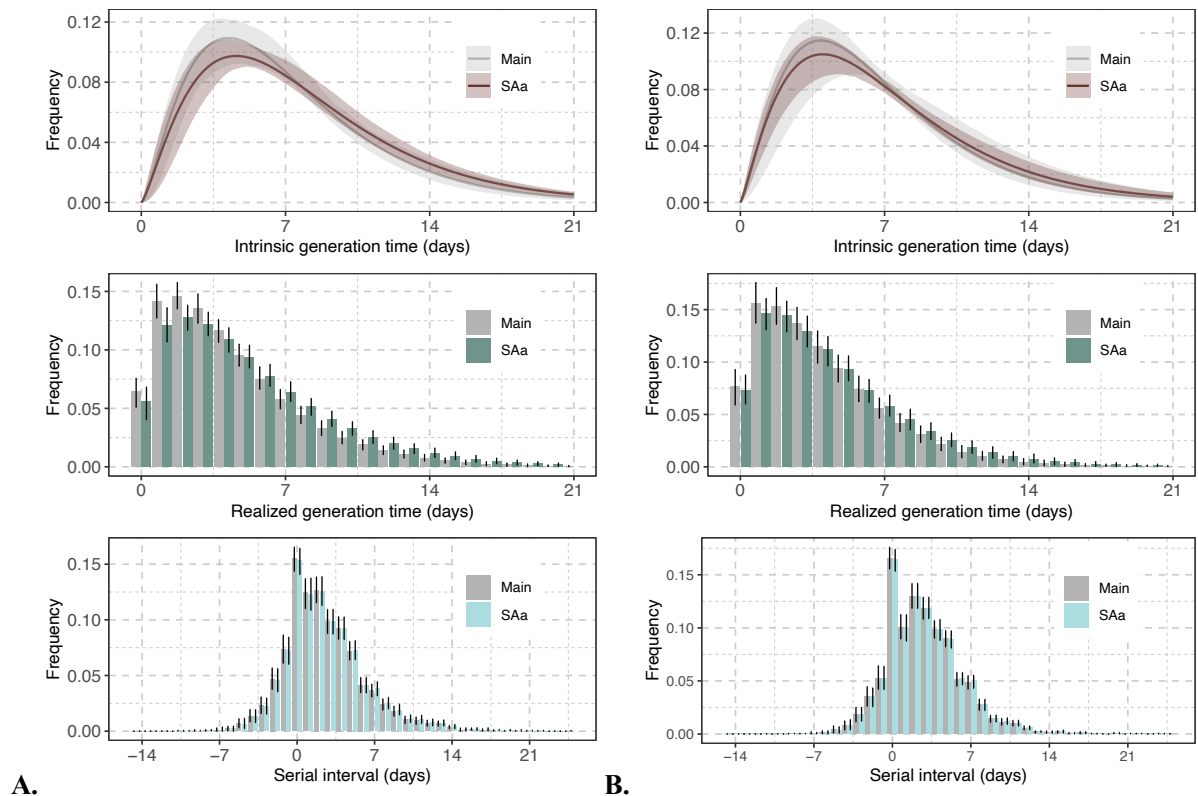 0.12
0.08
0.04
0.00
Frequency
Main
SAa
0
7
14
21
Intrinsic generation time (days)
0.15
0.10
0.05
0.00
Frequency
Main
SAa
0
7
14
21
Realized generation time (days)
0.15
0.10
0.05
0.00
Frequency
Main
SAa
−14
-7
0
7
14
21
Serial interval (days)
A.
0.12
0.08
0.04
0.00
Frequency
Main
SAa
0
7
14
21
Intrinsic generation time (days)
0.15
0.10
0.05
0.00
Frequency
Main
SAa
0
7
14
21
Realized generation time (days)
0.15
0.10
0.05
0.00
Frequency
Main
SAa
−14
-7
0
7
14
21
Serial interval (days)
B.